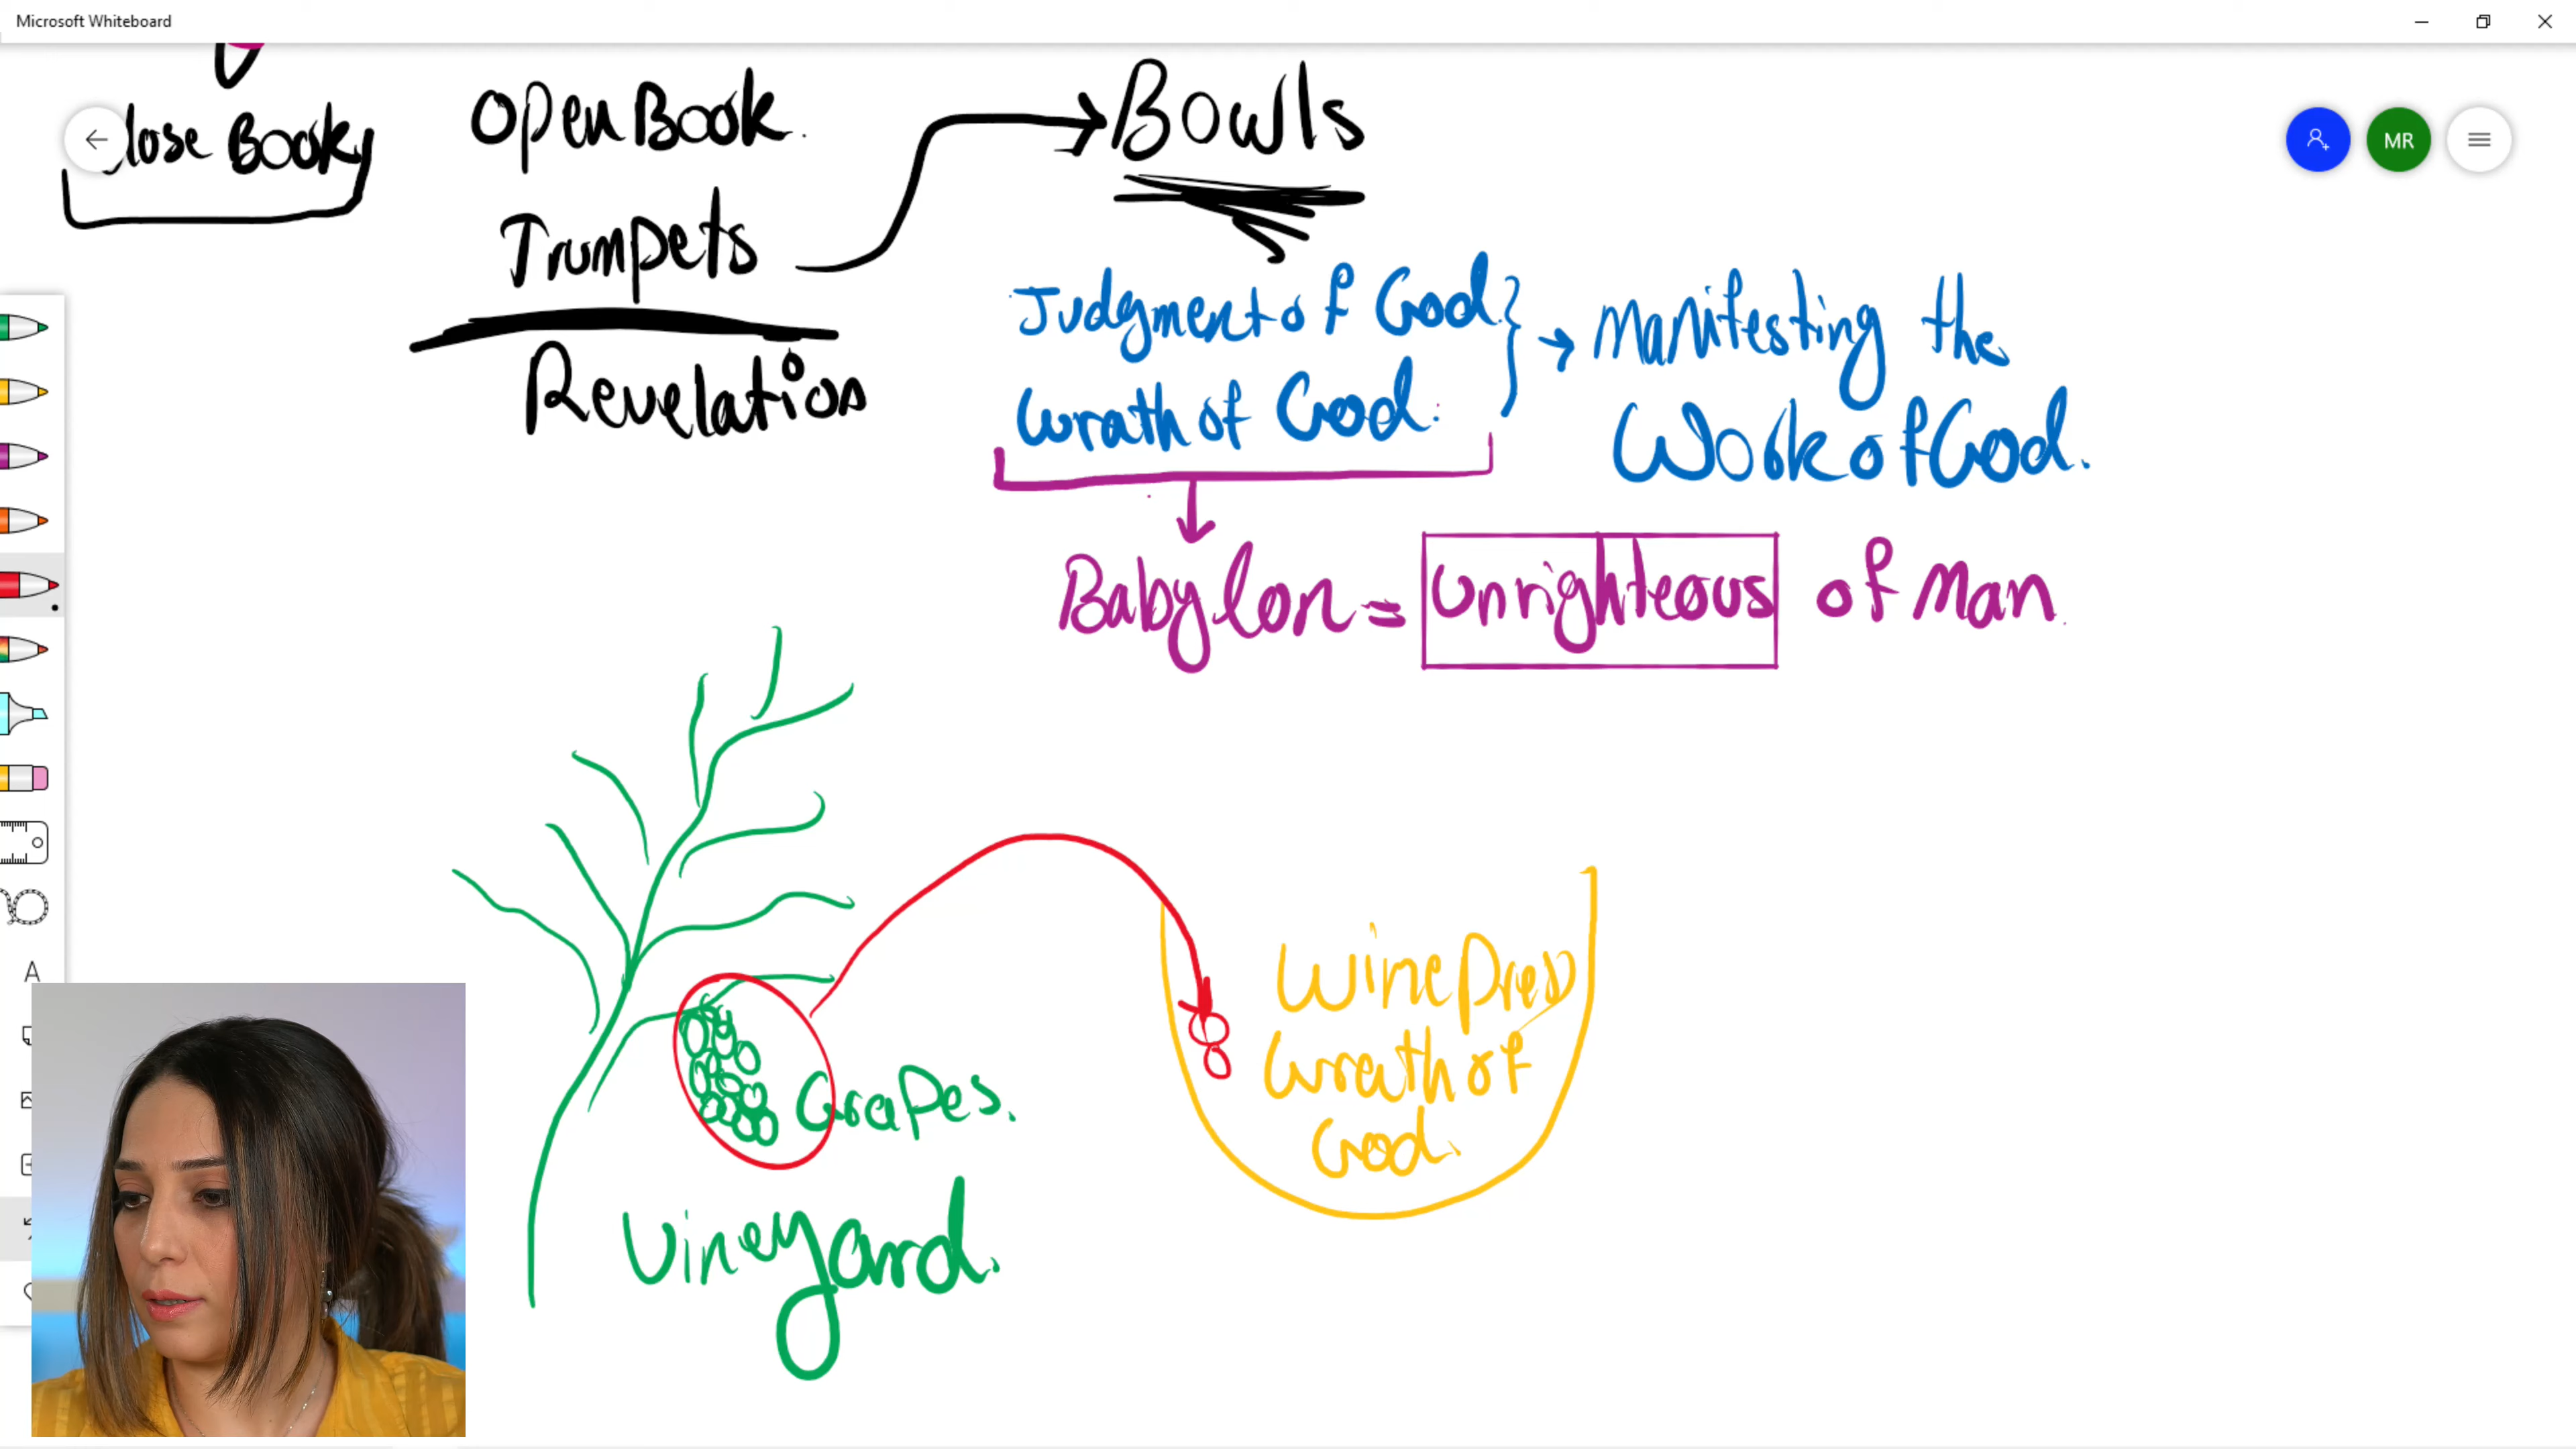 Microsoft Whiteboard
lose Book
Open Book.
Trumpets
Revelation
Bowls
Judgment of God.
Wrath of God.
Manifesting the
Work of God.
Babylon = Unrighteous of Man.
MR
A
Grapes.
Vineyard.
Wine Press
Wrath of
God.